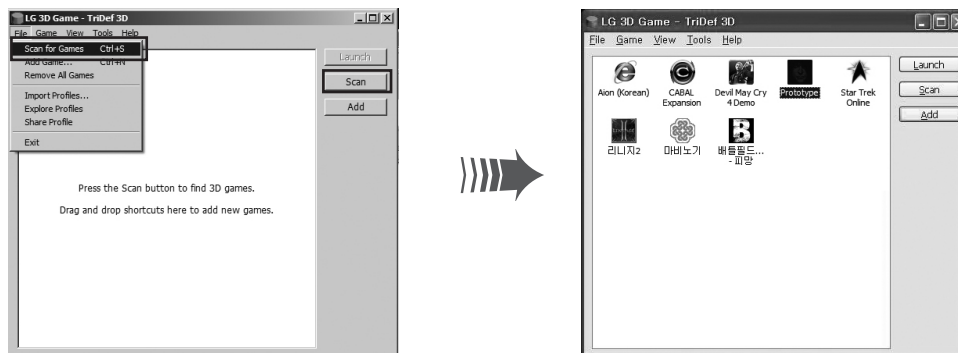 LG 3D Game - TriDef 3D
File Game View Tools Help
Scan for Games Ctrl+S
Add Game... Ctrl+N
Remove All Games
Import Profiles...
Explore Profiles
Share Profile
Exit
Launch
Scan
Add
Press the Scan button to find 3D games.
Drag and drop shortcuts here to add new games.
LG 3D Game - TriDef 3D
File Game View Tools Help
Aion (Korean)
CABAL
Expansion
Devil May Cry
4 Demo
Prototype
Star Trek
Online
리니지2
마비노기
배틀필드...
- 피망
Launch
Scan
Add